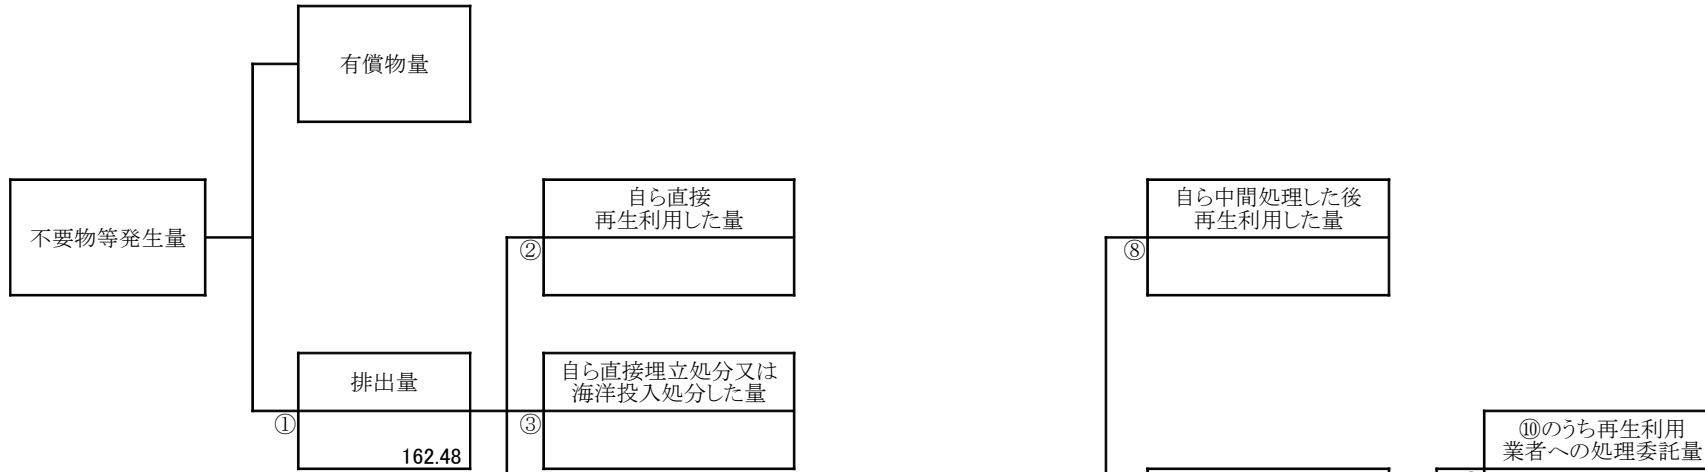 有償物量
不要物等発生量
自ら直接
再生利用した量
②
自ら中間処理した後
再生利用した量
⑧
排出量
①
162.48
自ら直接埋立処分又は
海洋投入処分した量
③
⑩のうち再生利用
業者への処理委託量